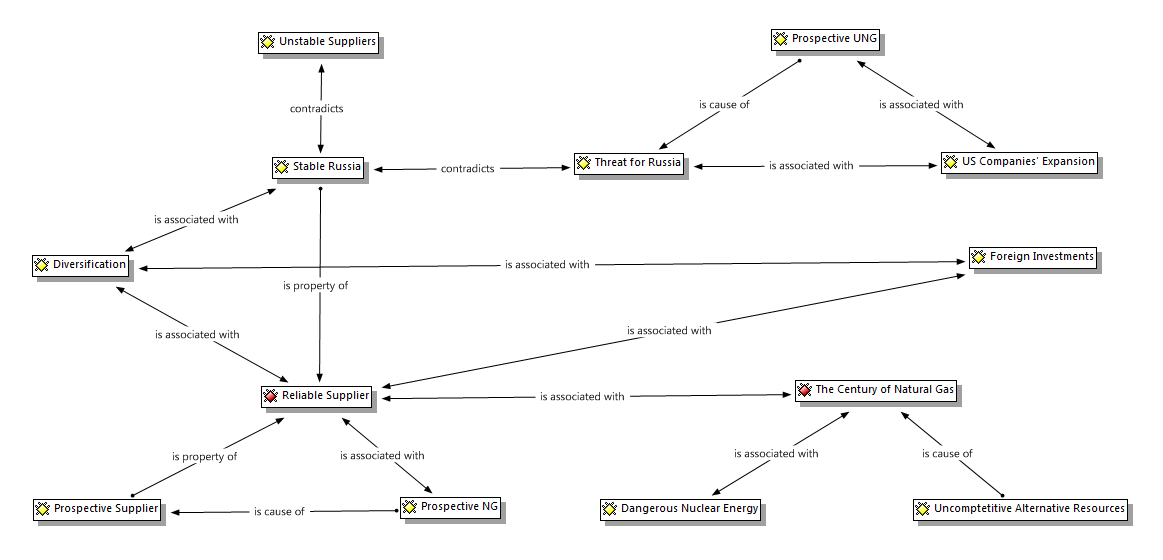 Unstable Suppliers
Prospective UNG
contradicts
is cause of
is associated with
Stable Russia
contradicts
Threat for Russia
is associated with
US Companies' Expansion
is associated with
Diversification
is associated with
Foreign Investments
is property of
is associated with
is associated with
Reliable Supplier
is associated with
The Century of Natural Gas
is property of
is associated with
is associated with
is cause of
Prospective Supplier
is cause of
Prospective NG
Dangerous Nuclear Energy
Uncomptetitive Alternative Resources